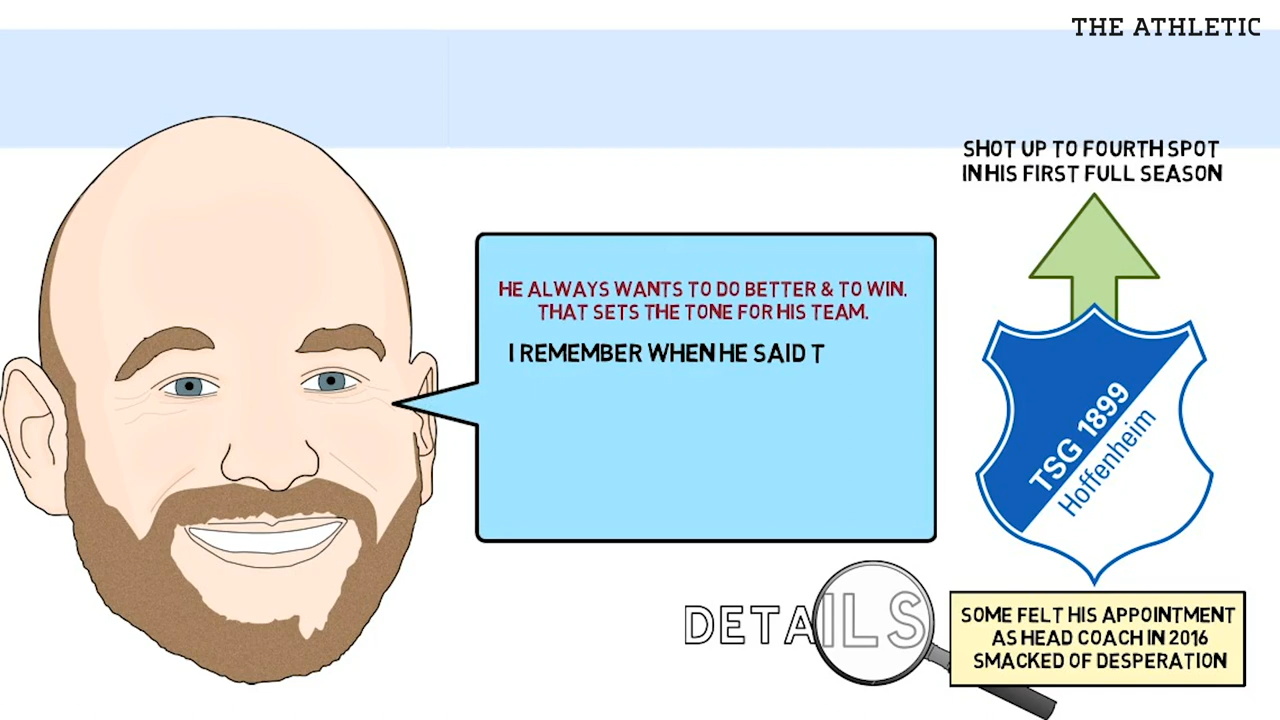 THE ATHLETIC
SHOT UP TO FOURTH SPOT
IN HIS FIRST FULL SEASON
HE ALWAYS WANTS TO DO BETTER & TO WIN.
THAT SETS THE TONE FOR HIS TEAM.
I REMEMBER WHEN HE SAID T
TSG 1899
Hoffenheim
DETAILS
SOME FELT HIS APPOINTMENT
AS HEAD COACH IN 2016
SMACKED OF DESPERATION